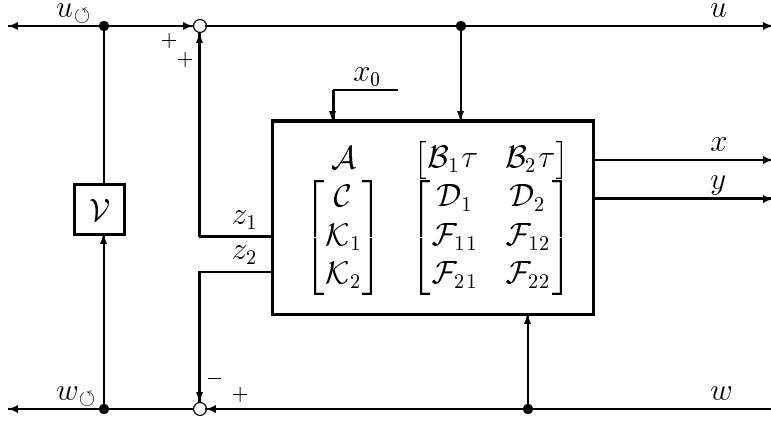 u↺ u
+
+
x₀
𝒜 [ℬ₁τ ℬ₂τ]
x
[𝒞 𝒟₁ 𝒟₂]
y
𝒱
z₁
𝒦₁ ℱ₁₁ ℱ₁₂
z₂
𝒦₂ ℱ₂₁ ℱ₂₂
−
+
w↺ w